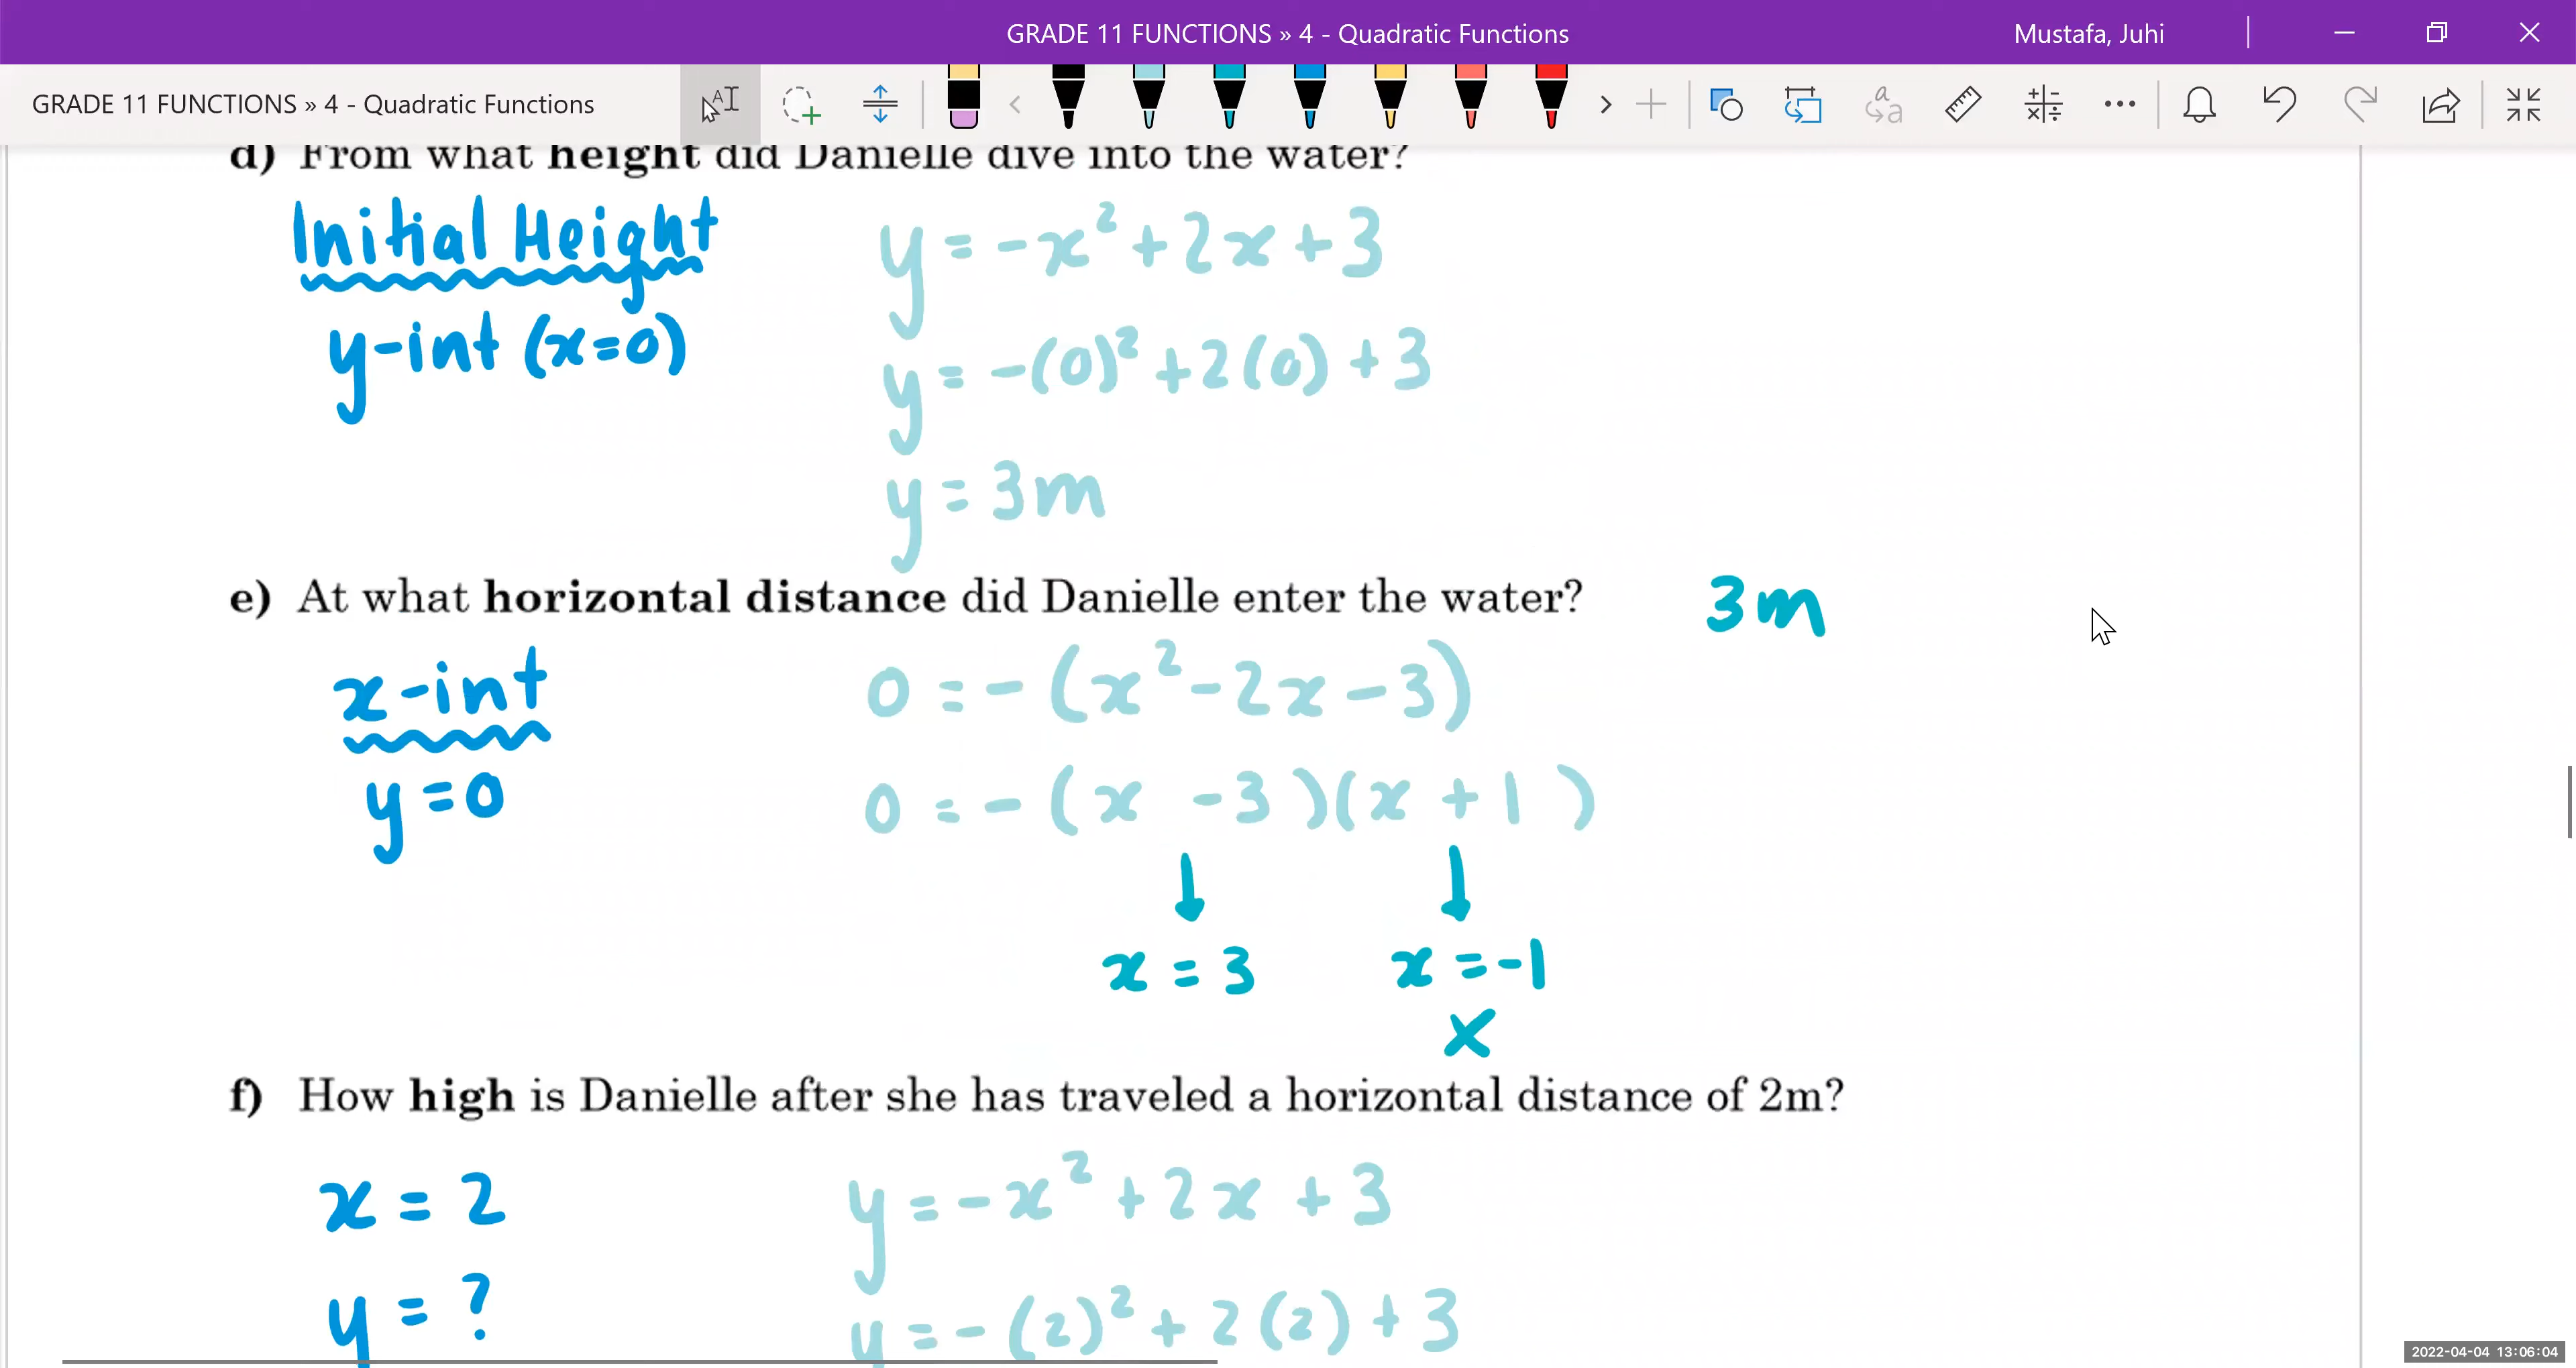 GRADE 11 FUNCTIONS » 4 - Quadratic Functions
Mustafa, Juhi
GRADE 11 FUNCTIONS » 4 - Quadratic Functions
d) From what height did Danielle dive into the water?
Initial Height
y-int (x=0)
y = -x² + 2x + 3
y = -(0)² + 2(0) + 3
y = 3m
e) At what horizontal distance did Danielle enter the water?
3m
x-int
y=0
0 = -(x² - 2x - 3)
0 = -(x - 3)(x + 1)
x = 3
x = -1
x
f) How high is Danielle after she has traveled a horizontal distance of 2m?
x = 2
y = ?
y = -x² + 2x + 3
y = -(2)² + 2(2) + 3
2022-04-04 13:06:04